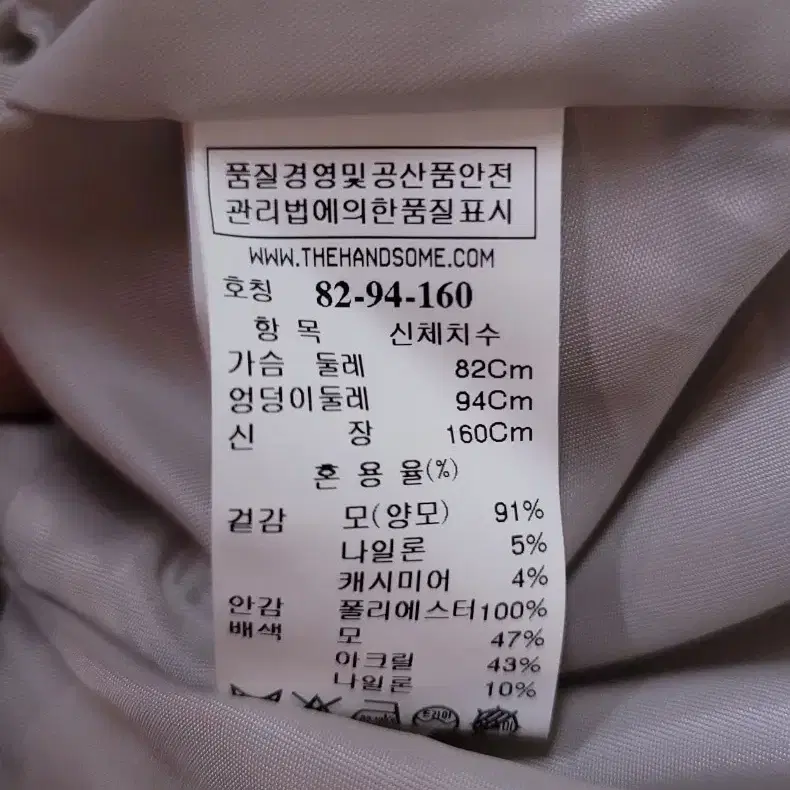 품질경영및공산품안전
관리법에의한품질표시
WWW.THEHANDSOME.COM
호칭 82-94-160
항 목 신체치수
가슴 둘레 82Cm
엉덩이둘레 94Cm
신 장 160Cm
혼 용 율(%)
겉감 모(양모) 91%
나일론 5%
캐시미어 4%
안감 폴리에스터100%
배색 모 47%
아크릴 43%
나일론 10%
드라이